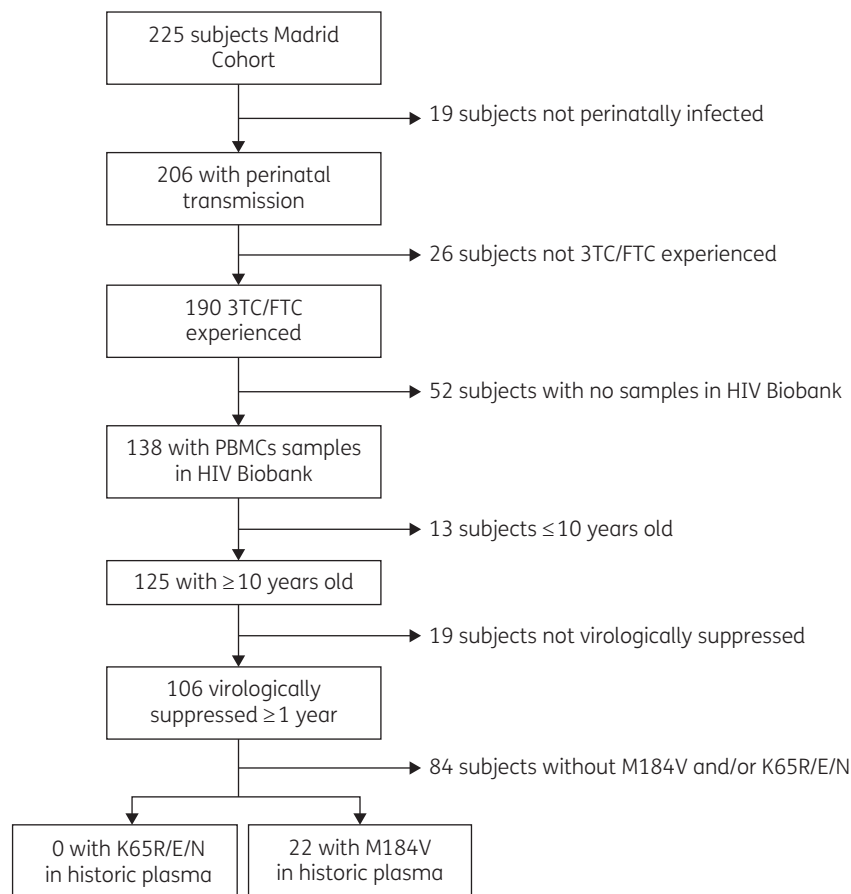 225 subjects Madrid
Cohort
19 subjects not perinatally infected
206 with perinatal
transmission
26 subjects not 3TC/FTC experienced
190 3TC/FTC
experienced
52 subjects with no samples in HIV Biobank
138 with PBMCs samples
in HIV Biobank
13 subjects ≤10 years old
125 with ≥10 years old
19 subjects not virologically suppressed
106 virologically
suppressed ≥1 year
84 subjects without M184V and/or K65R/E/N
0 with K65R/E/N
in historic plasma
22 with M184V
in historic plasma